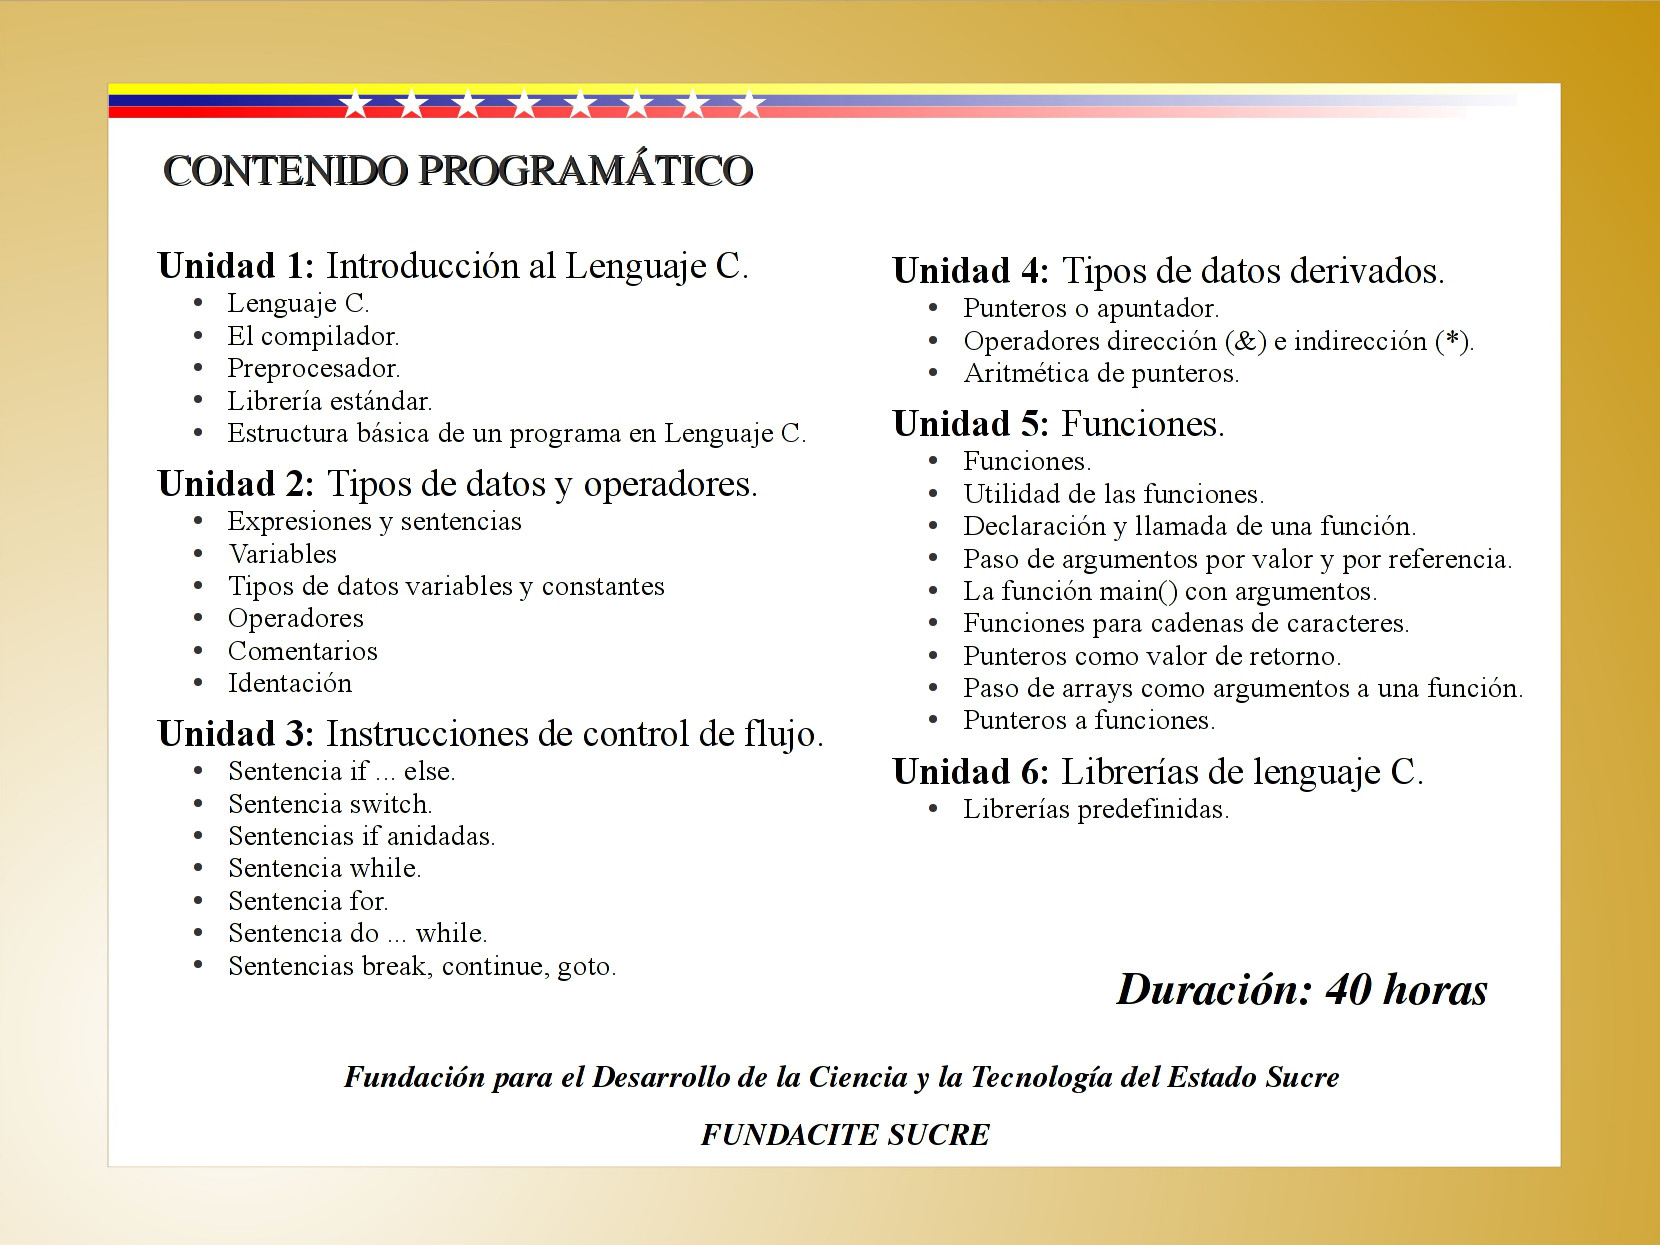 CONTENIDO PROGRAMÁTICO
Unidad 1: Introducción al Lenguaje C.
• Lenguaje C.
• El compilador.
• Preprocesador.
• Librería estándar.
• Estructura básica de un programa en Lenguaje C.
Unidad 2: Tipos de datos y operadores.
• Expresiones y sentencias
• Variables
• Tipos de datos variables y constantes
• Operadores
• Comentarios
• Identación
Unidad 3: Instrucciones de control de flujo.
• Sentencia if ... else.
• Sentencia switch.
• Sentencias if anidadas.
• Sentencia while.
• Sentencia for.
• Sentencia do ... while.
• Sentencias break, continue, goto.
Unidad 4: Tipos de datos derivados.
• Punteros o apuntador.
• Operadores dirección (&) e indirección (*).
• Aritmética de punteros.
Unidad 5: Funciones.
• Funciones.
• Utilidad de las funciones.
• Declaración y llamada de una función.
• Paso de argumentos por valor y por referencia.
• La función main() con argumentos.
• Funciones para cadenas de caracteres.
• Punteros como valor de retorno.
• Paso de arrays como argumentos a una función.
• Punteros a funciones.
Unidad 6: Librerías de lenguaje C.
• Librerías predefinidas.
Duración: 40 horas
Fundación para el Desarrollo de la Ciencia y la Tecnología del Estado Sucre
FUNDACITE SUCRE